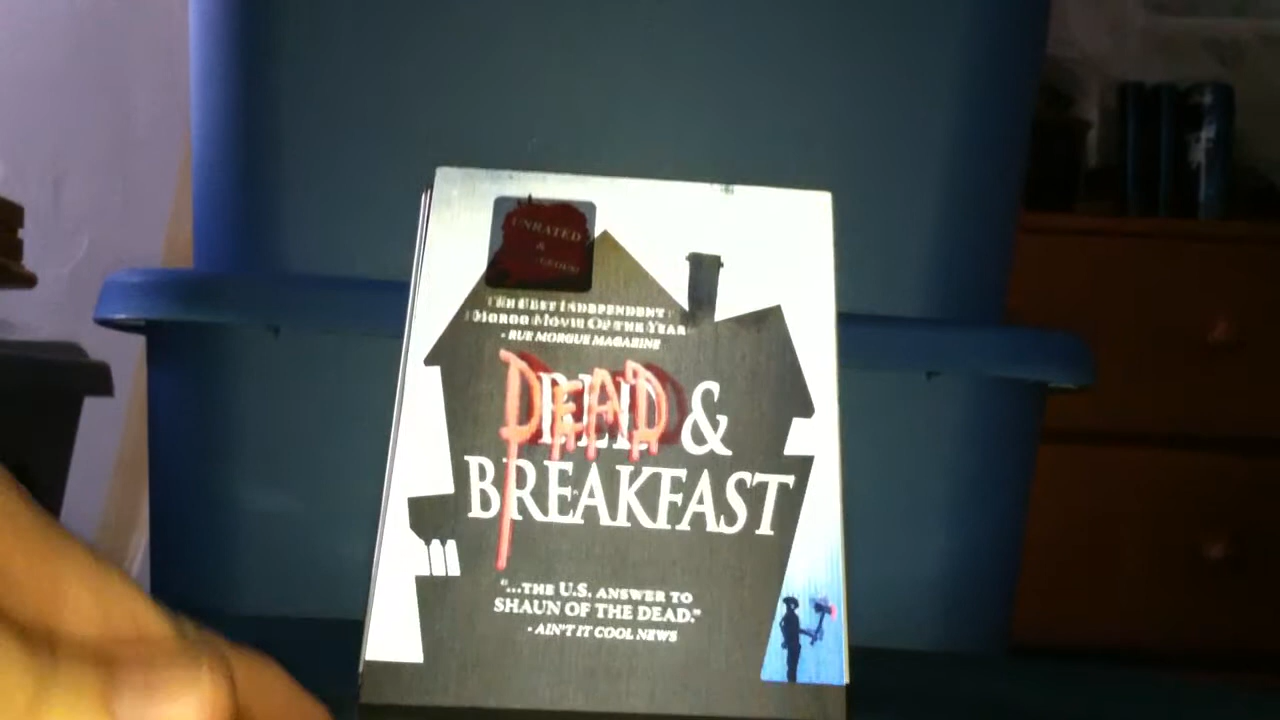 UNRATED
&
THE BEST INDEPENDENT
HORROR MOVIE OF THE YEAR
- RUE MORGUE MAGAZINE
DEAD &
BREAKFAST
"...THE U.S. ANSWER TO
SHAUN OF THE DEAD."
- AIN'T IT COOL NEWS